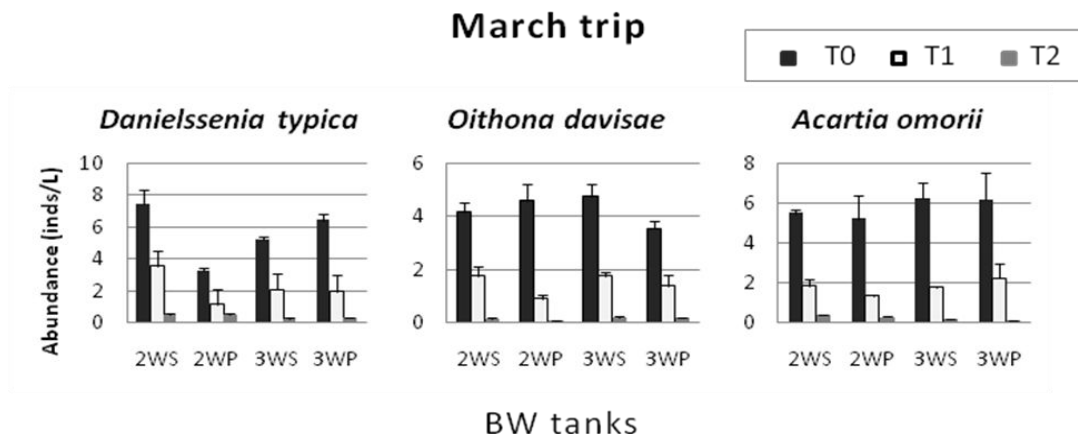 March trip
T0 T1 T2
Danielssenia typica Oithona davisae Acartia omorii
Abundance (inds/L)
10 8 6 4 2 0
6 4 2 0
8 6 4 2 0
2WS 2WP 3WS 3WP 2WS 2WP 3WS 3WP 2WS 2WP 3WS 3WP
BW tanks